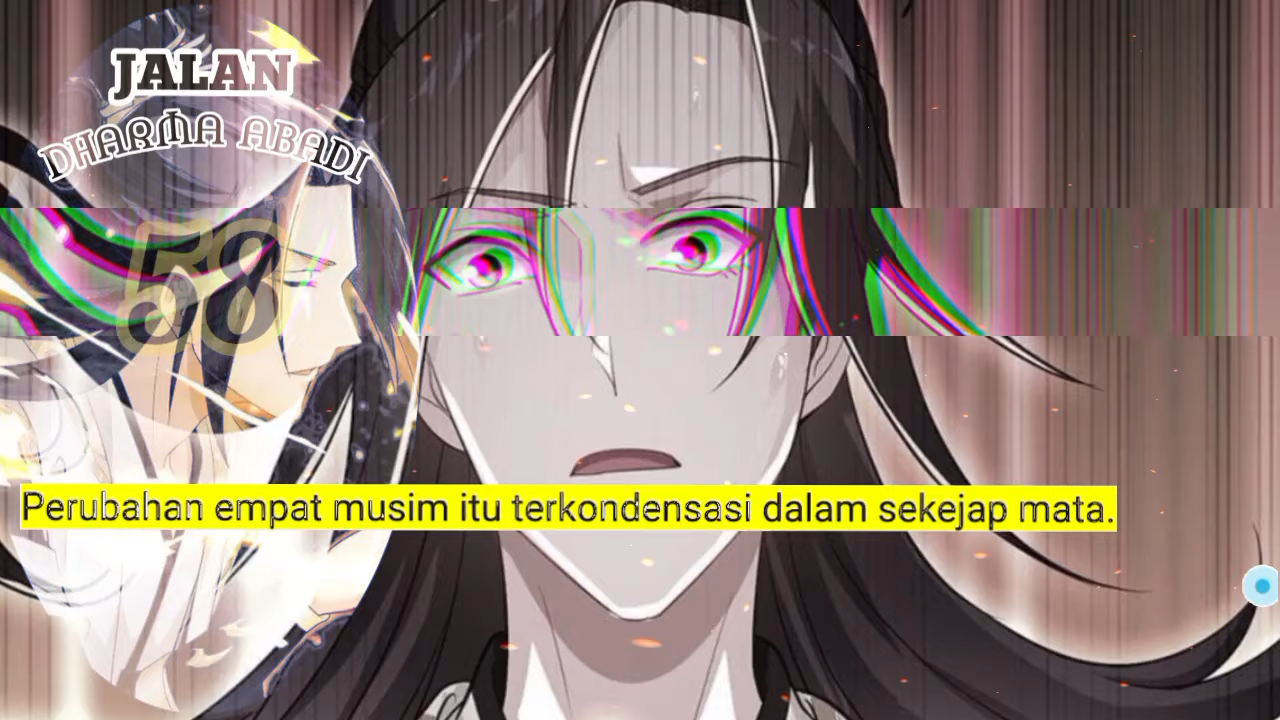 JALAN
DHARMA ABADI
58
Perubahan empat musim itu terkondensasi dalam sekejap mata.